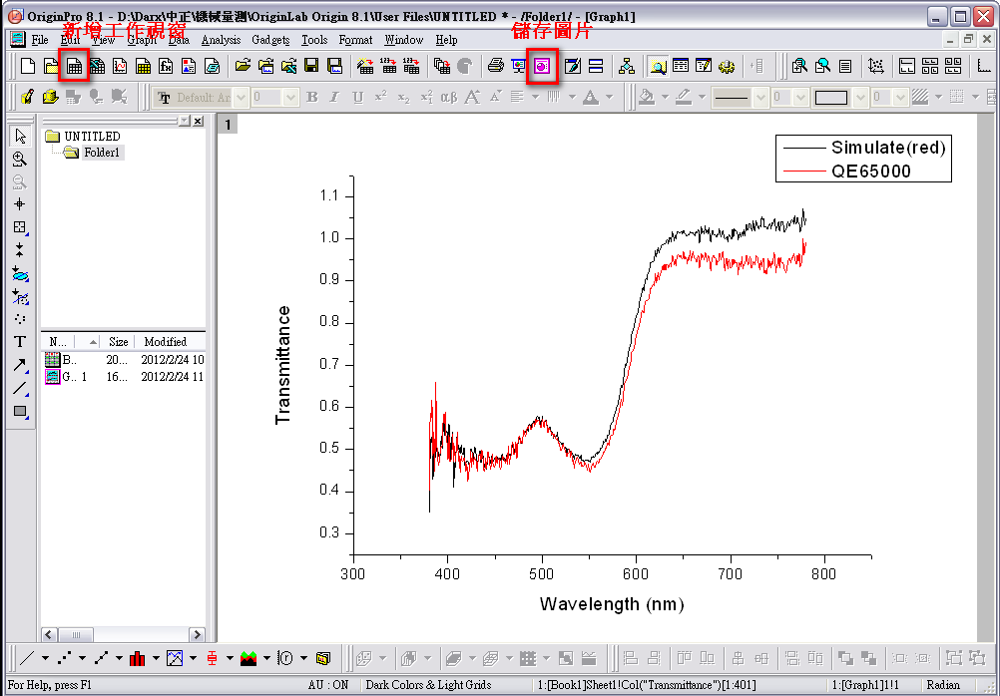 OriginPro 8.1 - D:\Darx\中正\機械量測\OriginLab Origin 8.1\User Files\UNTITLED * - /Folder1/ - [Graph1]
新增工作視窗
儲存圖片
File Edit View Graph Data Analysis Gadgets Tools Format Window Help
Default: Ar 0
B I U
0 0
UNTITLED
Folder1
N... Size Modified
B.. 20... 2012/2/24 10
G.. 1 16... 2012/2/24 11
1
Simulate(red)
QE65000
1.1
1.0
0.9
0.8
0.7
0.6
0.5
0.4
0.3
Transmittance
300 400 500 600 700 800
Wavelength (nm)
For Help, press F1 AU : ON Dark Colors & Light Grids 1:[Book1]Sheet1!Col("Transmittance")[1:401] 1:[Graph1]1!1 Radian